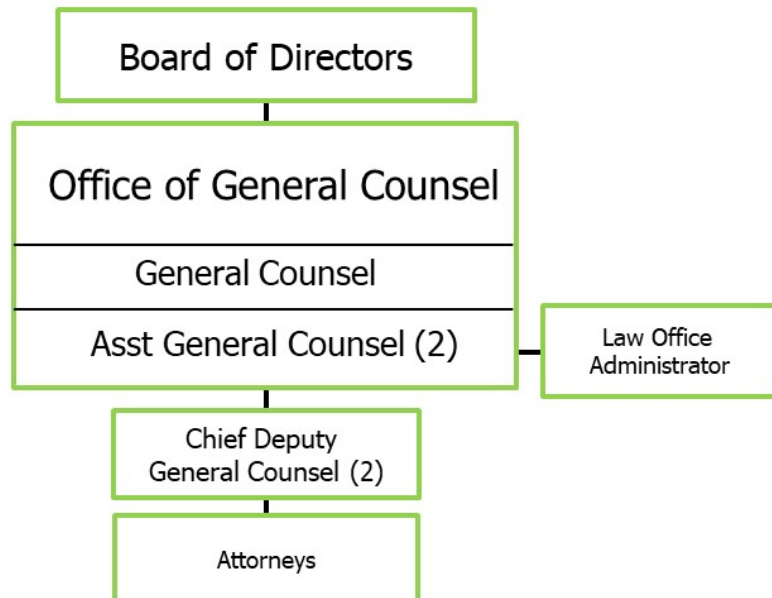 Board of Directors
Office of General Counsel
General Counsel
Asst General Counsel (2)
Law Office
Administrator
Chief Deputy
General Counsel (2)
Attorneys